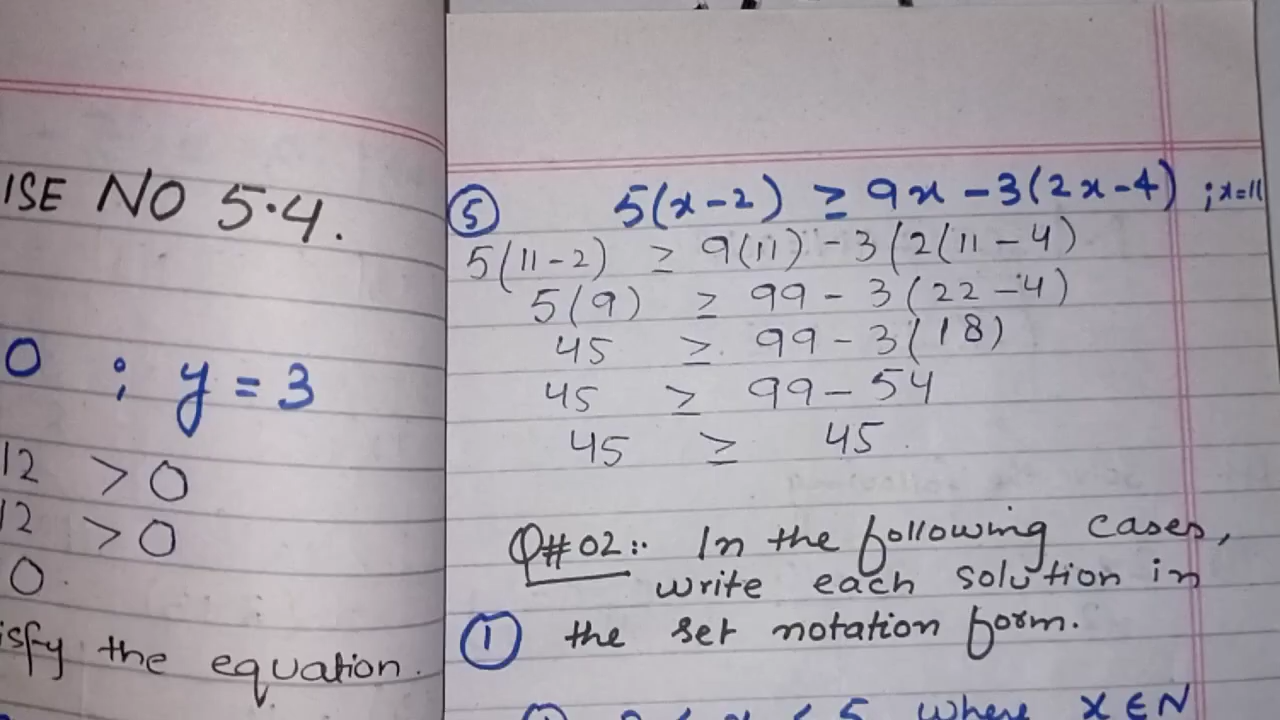 ISE NO 5.4.
0 ; y = 3
12 > 0
12 > 0
0.
isfy the equation.
⑤ 5(x-2) ≥ 9x - 3(2x-4) ; x=11
5(11-2) ≥ 9(11) - 3(2(11-4)
5(9) ≥ 99 - 3(22-4)
45 ≥ 99 - 3(18)
45 ≥ 99 - 54
45 ≥ 45.
Q# 02:. In the following cases,
write each solution in
① the set notation form.
5 where x ∈ N